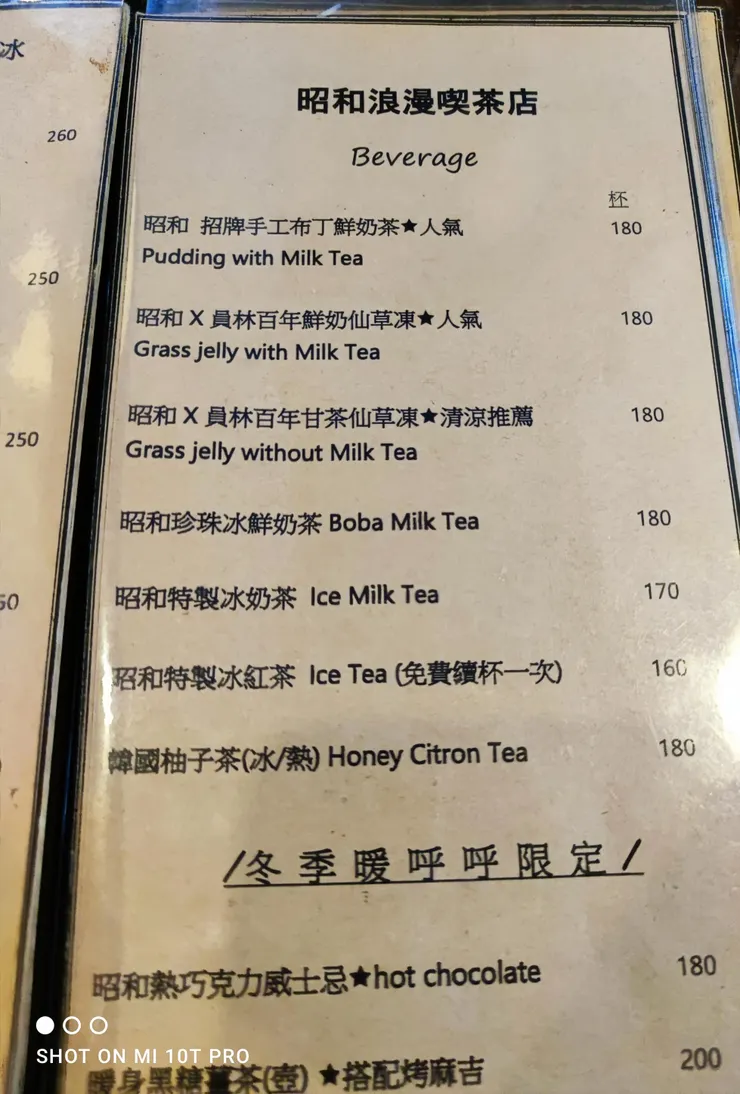 冰
260
250
250
昭和浪漫喫茶店
Beverage
杯
昭和 招牌手工布丁鮮奶茶★人氣 180
Pudding with Milk Tea
昭和 X 員林百年鮮奶仙草凍★人氣 180
Grass jelly with Milk Tea
昭和 X 員林百年甘茶仙草凍★清涼推薦 180
Grass jelly without Milk Tea
昭和珍珠冰鮮奶茶 Boba Milk Tea 180
昭和特製冰奶茶 Ice Milk Tea 170
昭和特製冰紅茶 Ice Tea (免費續杯一次) 160
韓國柚子茶(冰/熱) Honey Citron Tea 180
/冬季暖呼呼限定/
昭和熱巧克力威士忌★hot chocolate 180
暖身黑糖薑茶(壺) ★搭配烤麻吉 200
SHOT ON MI 10T PRO